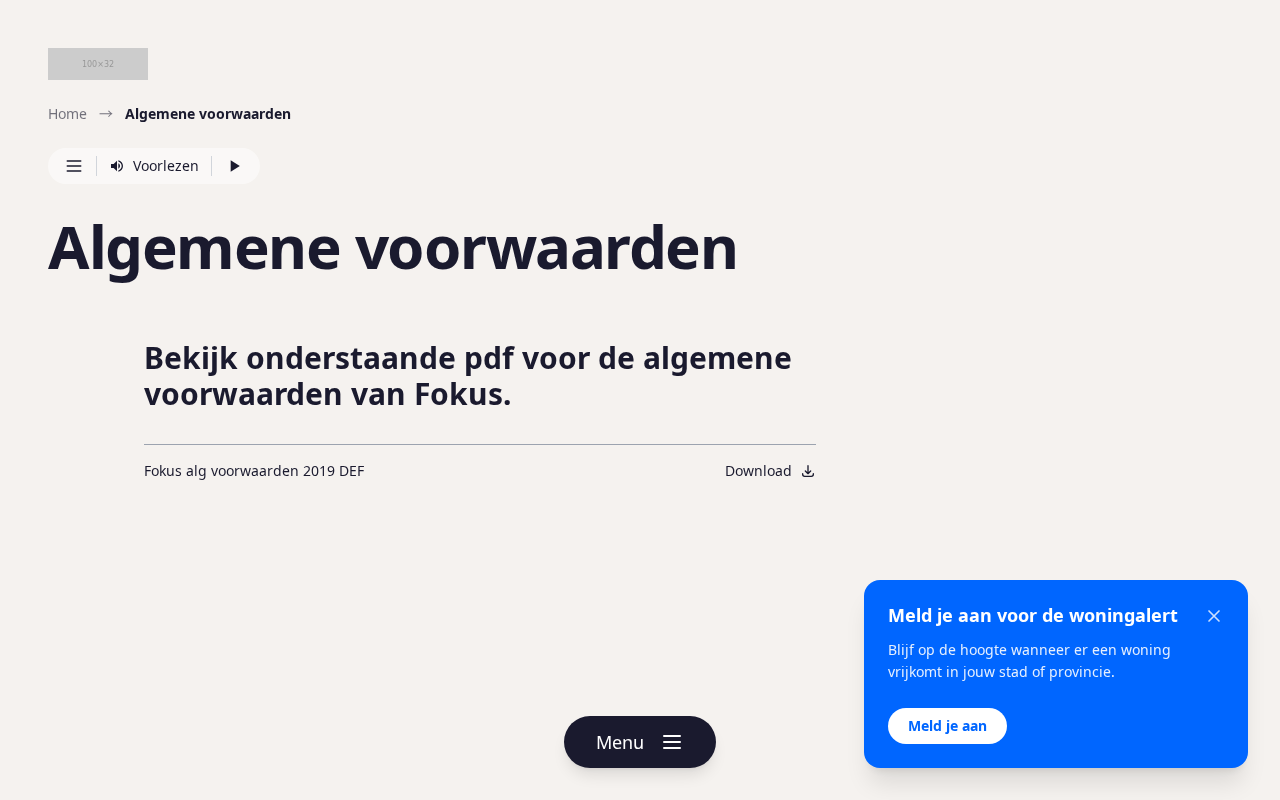 100×32
Home → Algemene voorwaarden
Voorlezen
Algemene voorwaarden
Bekijk onderstaande pdf voor de algemene
voorwaarden van Fokus.
Fokus alg voorwaarden 2019 DEF
Download
Meld je aan voor de woningalert
Blijf op de hoogte wanneer er een woning
vrijkomt in jouw stad of provincie.
Meld je aan
Menu